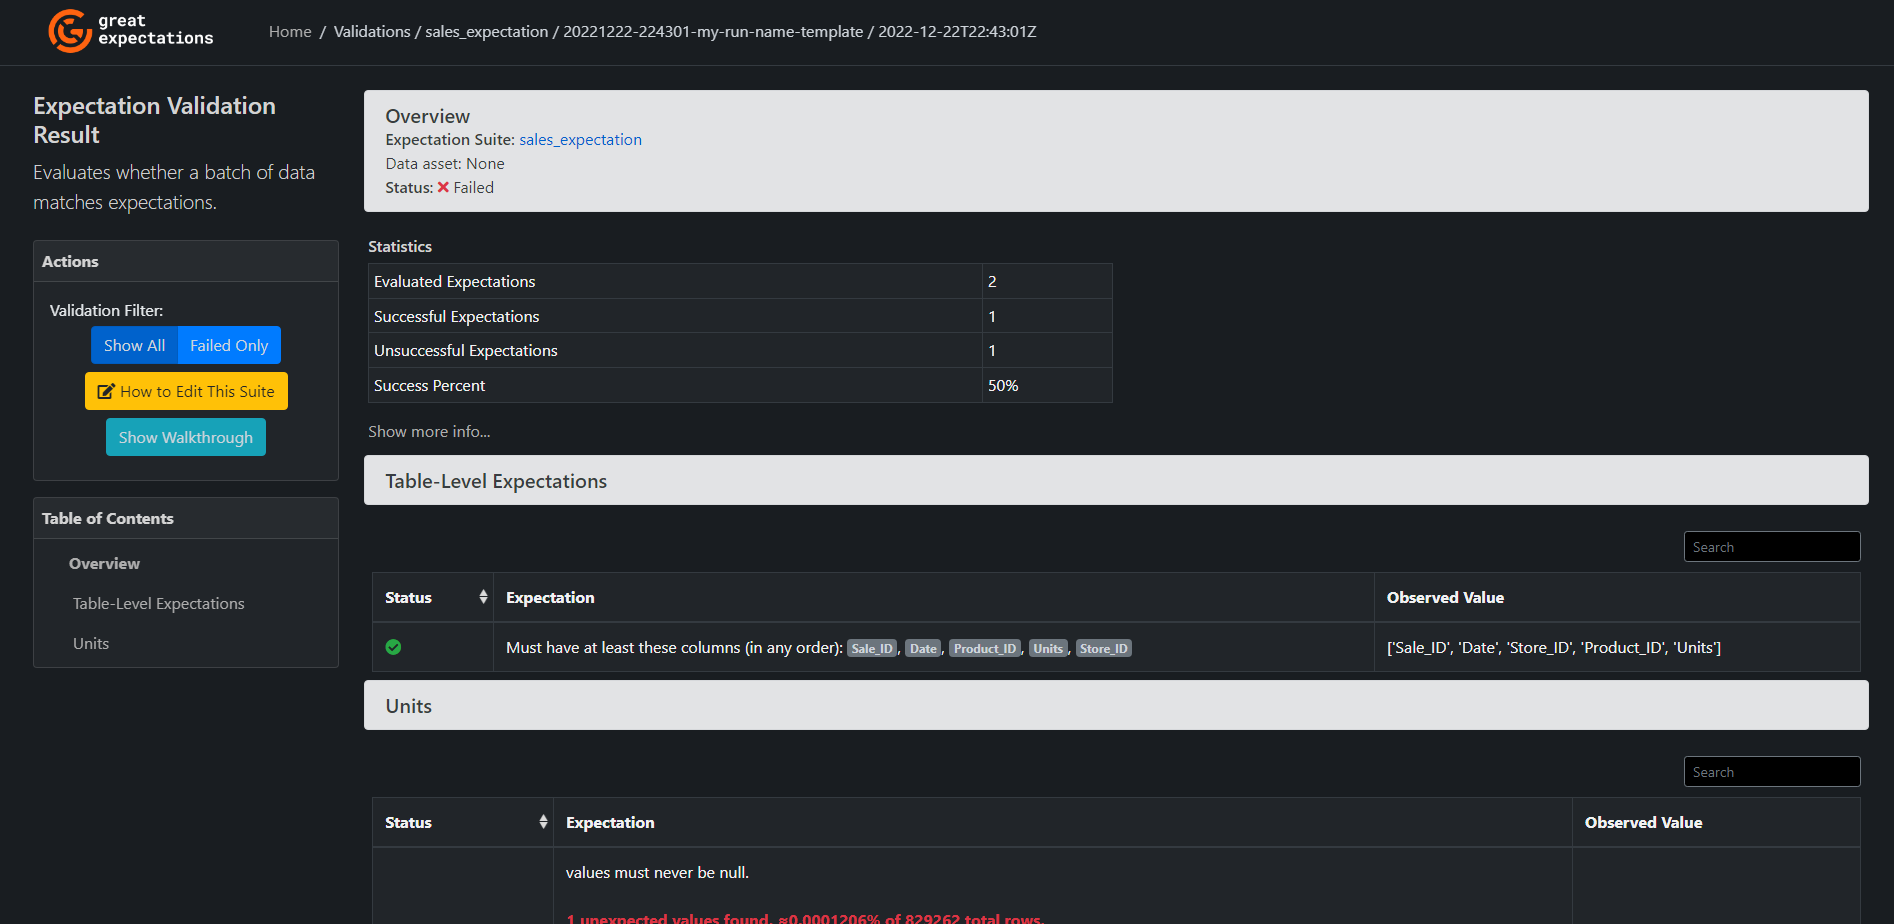 great
expectations
Home / Validations / sales_expectation / 20221222-224301-my-run-name-template / 2022-12-22T22:43:01Z
Expectation Validation
Result
Evaluates whether a batch of data
matches expectations.
Actions
Validation Filter:
Show All Failed Only
How to Edit This Suite
Show Walkthrough
Table of Contents
Overview
Table-Level Expectations
Units
Overview
Expectation Suite: sales_expectation
Data asset: None
Status: ❌ Failed
Statistics
Evaluated Expectations 2
Successful Expectations 1
Unsuccessful Expectations 1
Success Percent 50%
Show more info...
Table-Level Expectations
Search
Status Expectation Observed Value
Must have at least these columns (in any order): Sale_ID, Date, Product_ID, Units, Store_ID ['Sale_ID', 'Date', 'Store_ID', 'Product_ID', 'Units']
Units
Search
Status Expectation Observed Value
values must never be null.
1 unexpected values found. ≈0.0001206% of 829262 total rows.